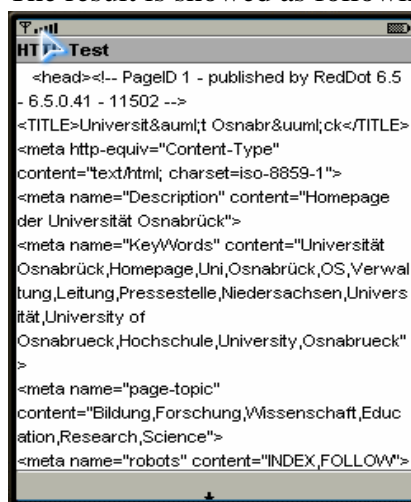 The result is showed as follow
HTTP Test
<head><!-- PageID 1 - published by RedDot 6.5
- 6.5.0.41 - 11502 -->
<TITLE>Universit&auml;t Osnabr&uuml;ck</TITLE>
<meta http-equiv="Content-Type"
content="text/html; charset=iso-8859-1">
<meta name="Description" content="Homepage
der Universität Osnabrück">
<meta name="KeyWords" content="Universität
Osnabrück,Homepage,Uni,Osnabrück,OS,Verwal
tung,Leitung,Pressestelle,Niedersachsen,Univers
ität,University of
Osnabrueck,Hochschule,University,Osnabrueck"
>
<meta name="page-topic"
content="Bildung,Forschung,Wissenschaft,Educ
ation,Research,Science">
<meta name="robots" content="INDEX,FOLLOW">